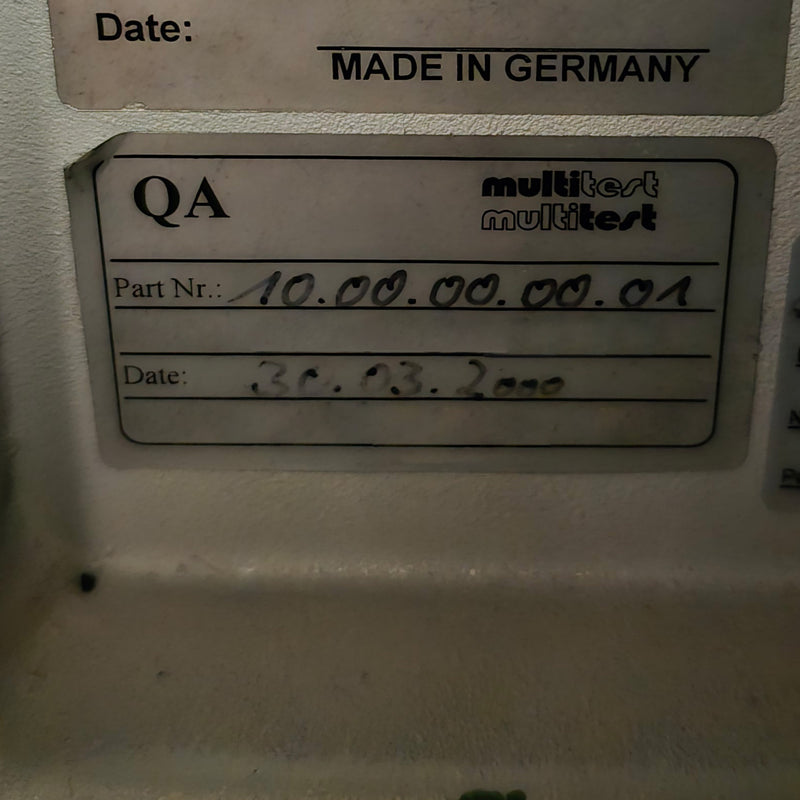 Date:
MADE IN GERMANY
QA
multitest
multitest
Part Nr.: 10.00.00.00.01
Date: 30.03.2000